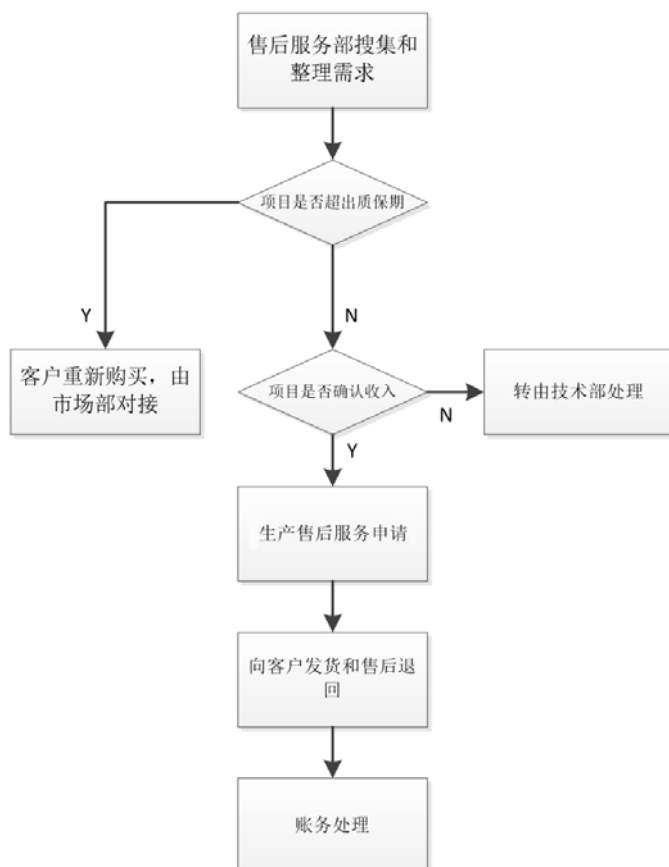 售后服务部搜集和
整理需求
项目是否超出质保期
Y
N
客户重新购买，由
市场部对接
项目是否确认收入
N
转由技术部处理
Y
生产售后服务申请
向客户发货和售后退
回
账务处理